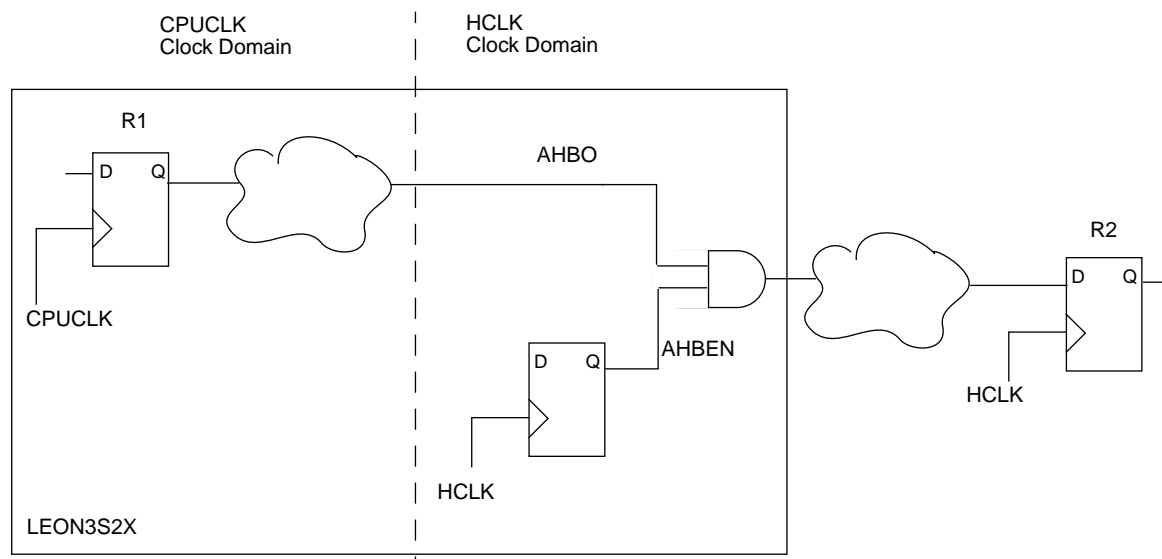 CPUCLK
Clock Domain
HCLK
Clock Domain
R1
D Q
CPUCLK
AHBO
AHBEN
D Q
HCLK
R2
D Q
HCLK
LEON3S2X